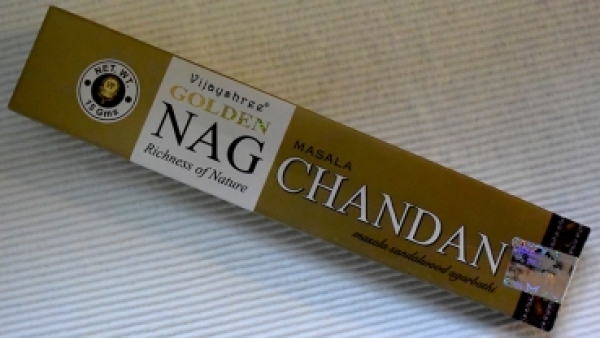 NET. WT.
15 Gms
Vijayshree®
GOLDEN
NAG
Richness of Nature
MASALA
CHANDAN
masala sandalwood agarbathi